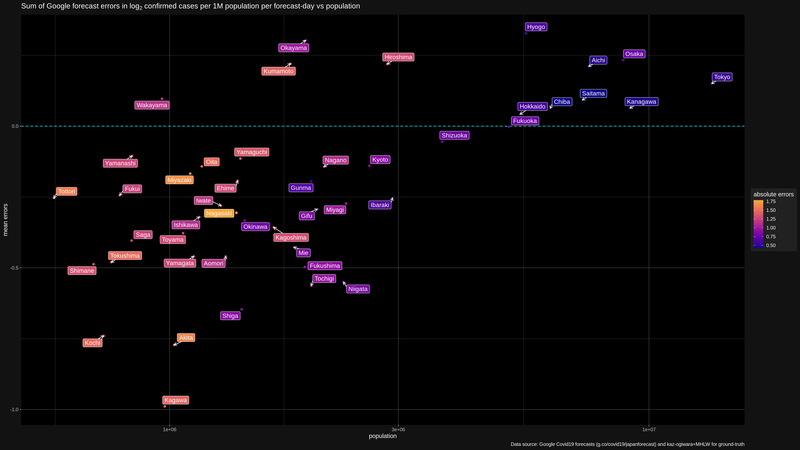 Sum of Google forecast errors in log2 confirmed cases per 1M population per forecast-day vs population
Hyogo
Okayama
Osaka
Hiroshima
Aichi
Kumamoto
Tokyo
Saitama
Wakayama
Chiba
Kanagawa
Hokkaido
Fukuoka
0.0
Shizuoka
Yamaguchi
Yamanashi
Oita
Nagano
Kyoto
Miyazaki
Tottori
Fukui
Ehime
Gunma
absolute errors
1.75
1.50
1.25
1.00
0.75
0.50
Iwate
Ibaraki
Nagasaki
Gifu
Miyagi
mean errors
Ishikawa
Okinawa
Saga
Toyama
Kagoshima
Tokushima
Mie
Yamagata
Aomori
Fukushima
-0.5
Shimane
Tochigi
Niigata
Shiga
Kochi
Akita
Kagawa
-1.0
1e+06
3e+06
1e+07
population
Data source: Google Covid19 forecasts (g.co/covid19/japanforecast) and kaz-ogiwara+MHLW for ground-truth